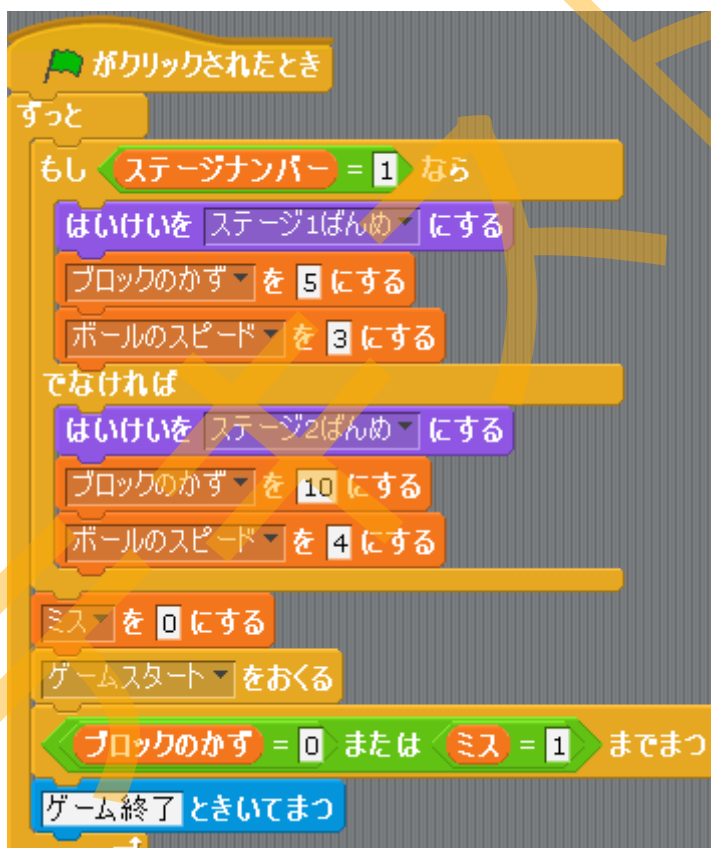 がクリックされたとき
ずっと
もし ステージナンバー = 1 なら
はいけいを ステージ1ばんめ にする
ブロックのかず を 5 にする
ボールのスピード を 3 にする
でなければ
はいけいを ステージ2ばんめ にする
ブロックのかず を 10 にする
ボールのスピード を 4 にする
ミス を 0 にする
ゲームスタート をおくる
ブロックのかず = 0 または ミス = 1 までまつ
ゲーム終了 ときいてまつ